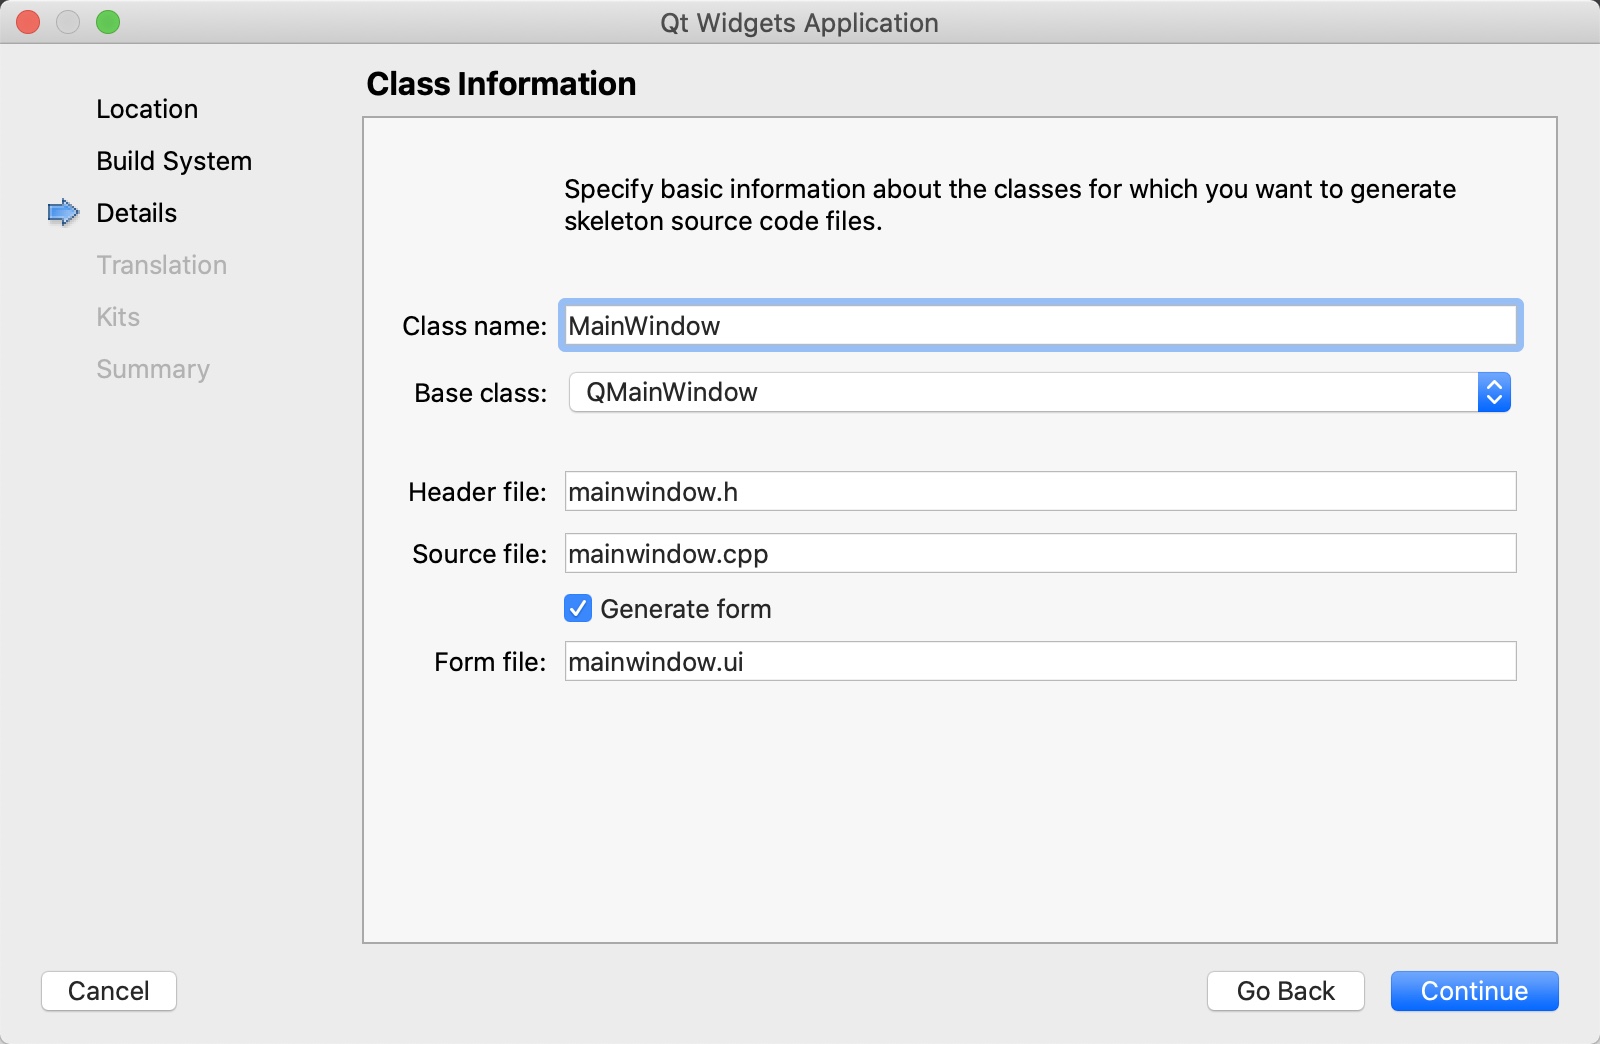 Qt Widgets Application
Location
Build System
Details
Translation
Kits
Summary
Class Information
Specify basic information about the classes for which you want to generate
skeleton source code files.
Class name: MainWindow
Base class: QMainWindow
Header file: mainwindow.h
Source file: mainwindow.cpp
Generate form
Form file: mainwindow.ui
Cancel
Go Back
Continue